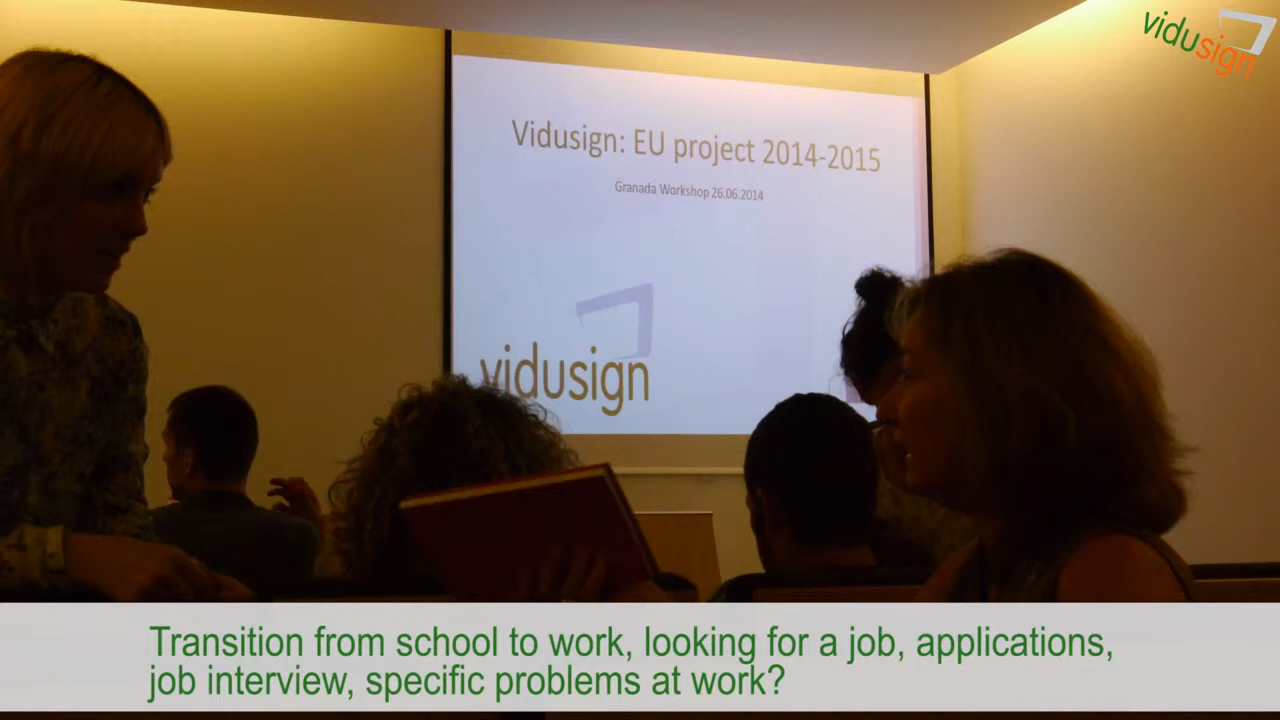 vidusign
Vidusign: EU project 2014-2015
Granada Workshop 26.06.2014
vidusign
Transition from school to work, looking for a job, applications,
job interview, specific problems at work?